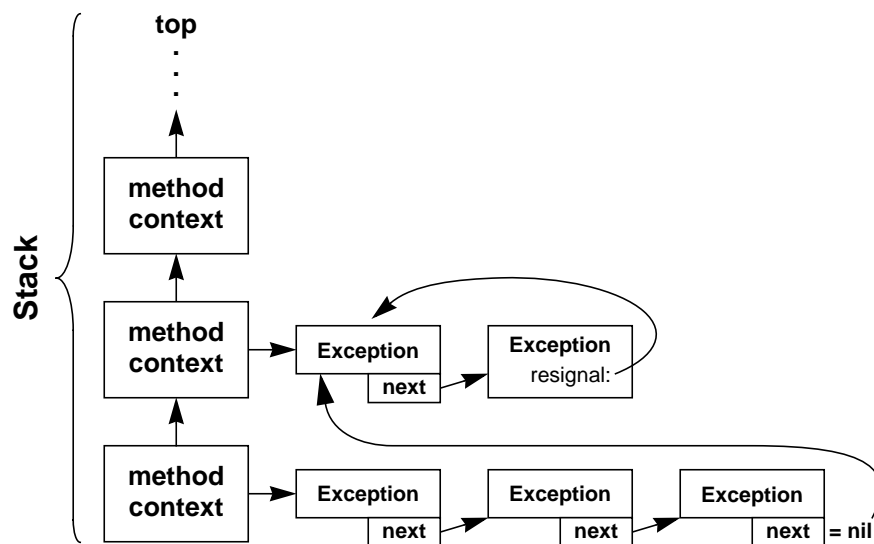 top
Stack
method
context
method
context
Exception
next
Exception
resignal:
method
context
Exception
next
Exception
next
Exception
next = nil